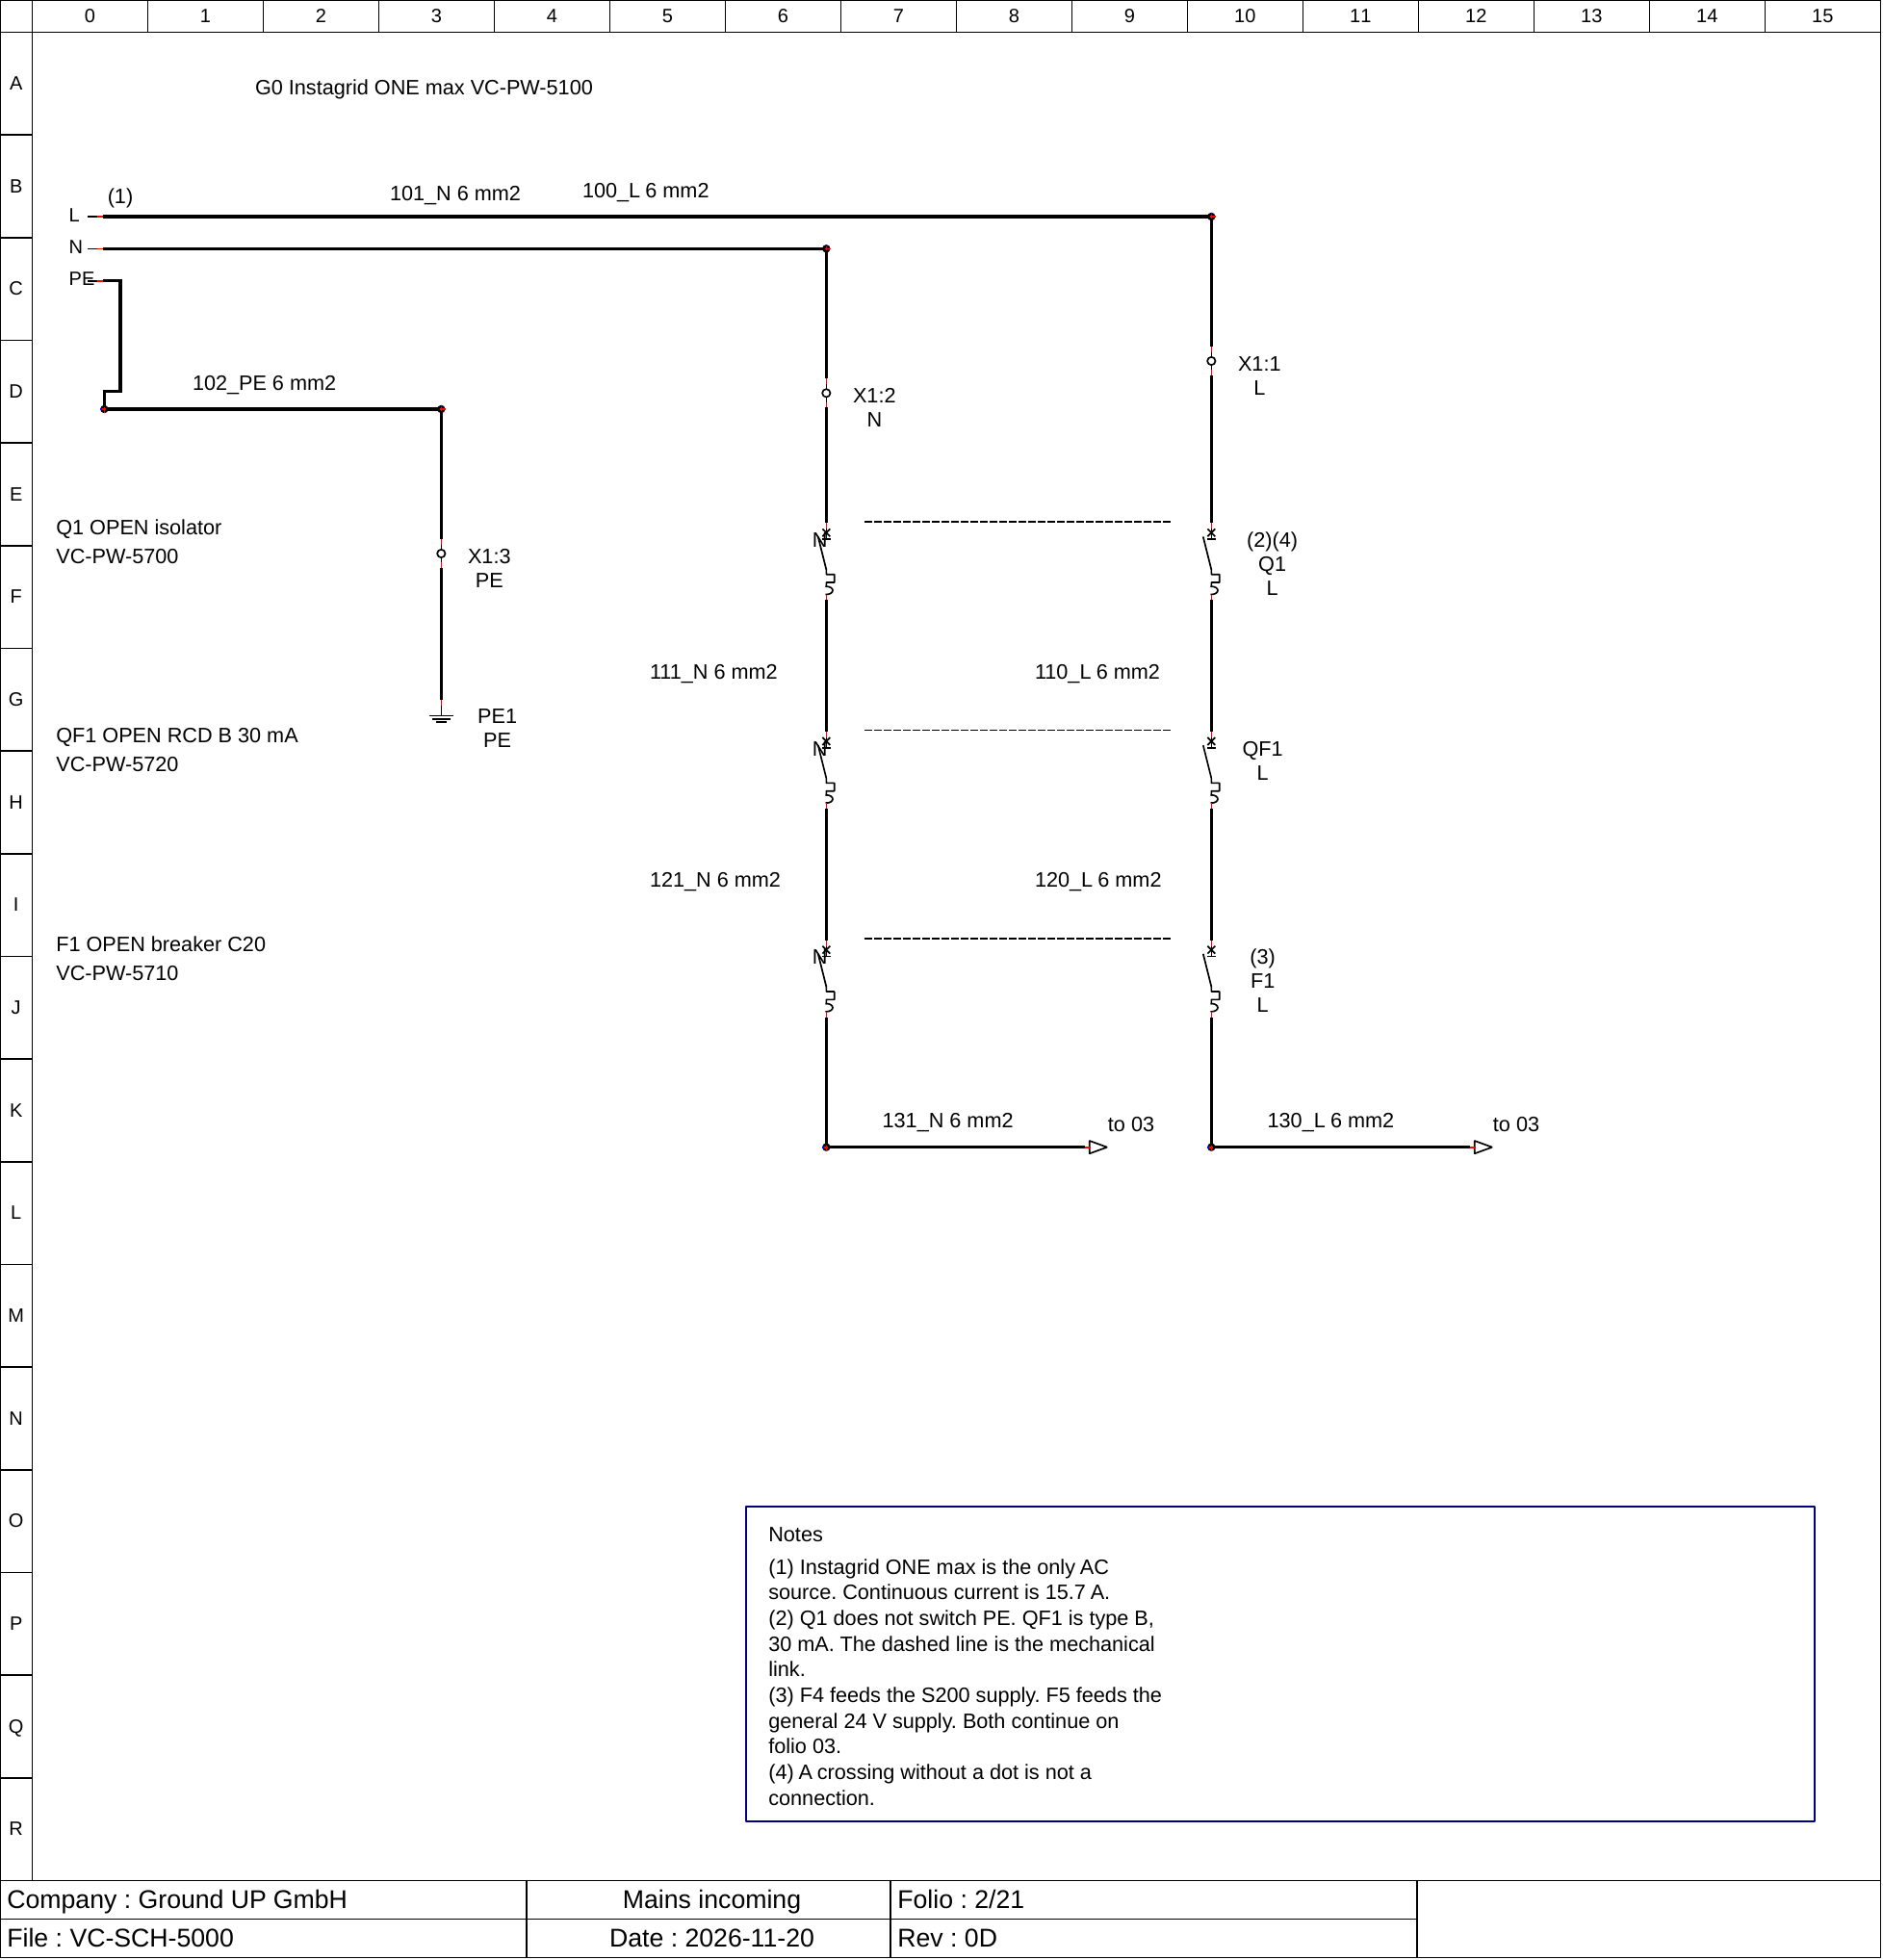 0 1 2 3 4 5 6 7 8 9 10 11 12 13 14 15
A
G0 Instagrid ONE max VC-PW-5100
B
(1)
101_N 6 mm2
100_L 6 mm2
L
N
PE
C
X1:1
L
D
102_PE 6 mm2
X1:2
N
E
Q1 OPEN isolator
VC-PW-5700
N
(2)(4)
Q1
L
X1:3
PE
F
111_N 6 mm2
110_L 6 mm2
G
PE1
PE
QF1 OPEN RCD B 30 mA
VC-PW-5720
N
QF1
L
H
121_N 6 mm2
120_L 6 mm2
I
F1 OPEN breaker C20
VC-PW-5710
N
(3)
F1
L
J
K
131_N 6 mm2
to 03
130_L 6 mm2
to 03
L
M
N
O
Notes
(1) Instagrid ONE max is the only AC
source. Continuous current is 15.7 A.
(2) Q1 does not switch PE. QF1 is type B,
30 mA. The dashed line is the mechanical
link.
(3) F4 feeds the S200 supply. F5 feeds the
general 24 V supply. Both continue on
folio 03.
(4) A crossing without a dot is not a
connection.
P
Q
R
Company : Ground UP GmbH
Mains incoming
Folio : 2/21
File : VC-SCH-5000
Date : 2026-11-20
Rev : 0D